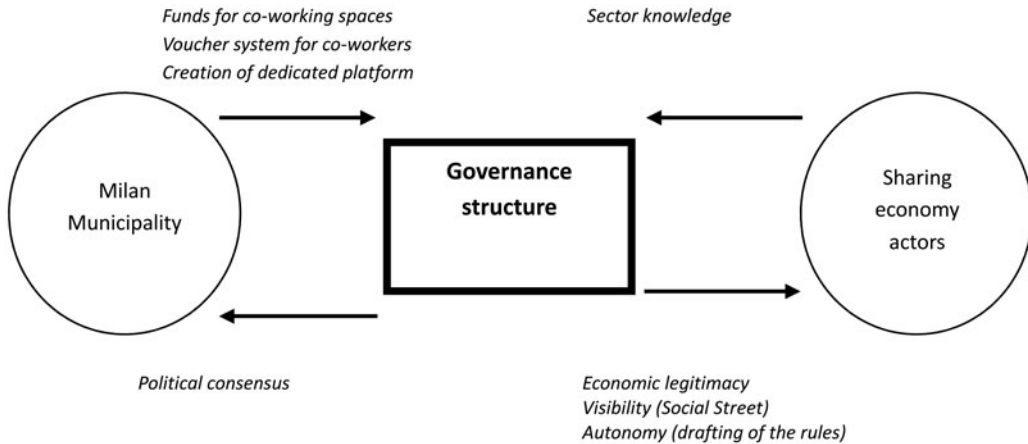 Funds for co-working spaces
Voucher system for co-workers
Creation of dedicated platform
Sector knowledge
Milan
Municipality
Governance
structure
Sharing
economy
actors
Political consensus
Economic legitimacy
Visibility (Social Street)
Autonomy (drafting of the rules)